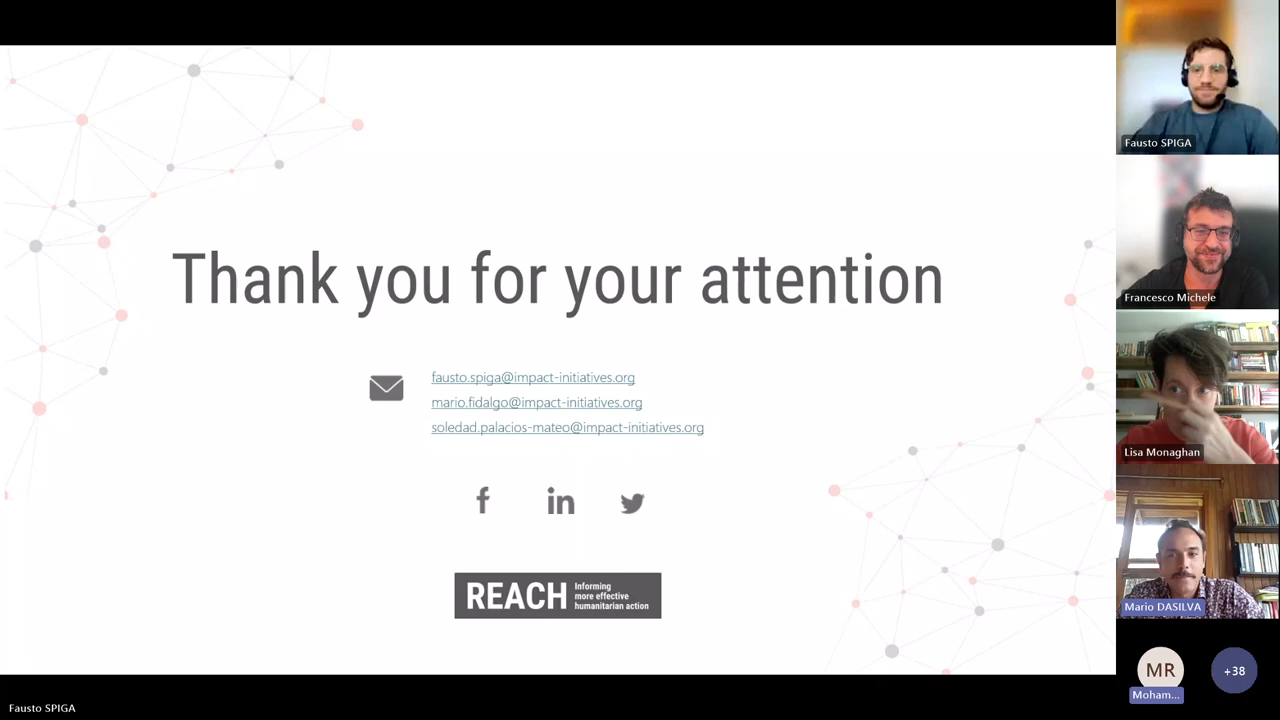 Thank you for your attention
fausto.spiga@impact-initiatives.org
mario.fidalgo@impact-initiatives.org
soledad.palacios-mateo@impact-initiatives.org
f in
REACH
Informing
more effective
humanitarian action
Fausto SPIGA
Fausto SPIGA
Francesco Michele
Lisa Monaghan
Mario DASILVA
MR
Moham...
+38